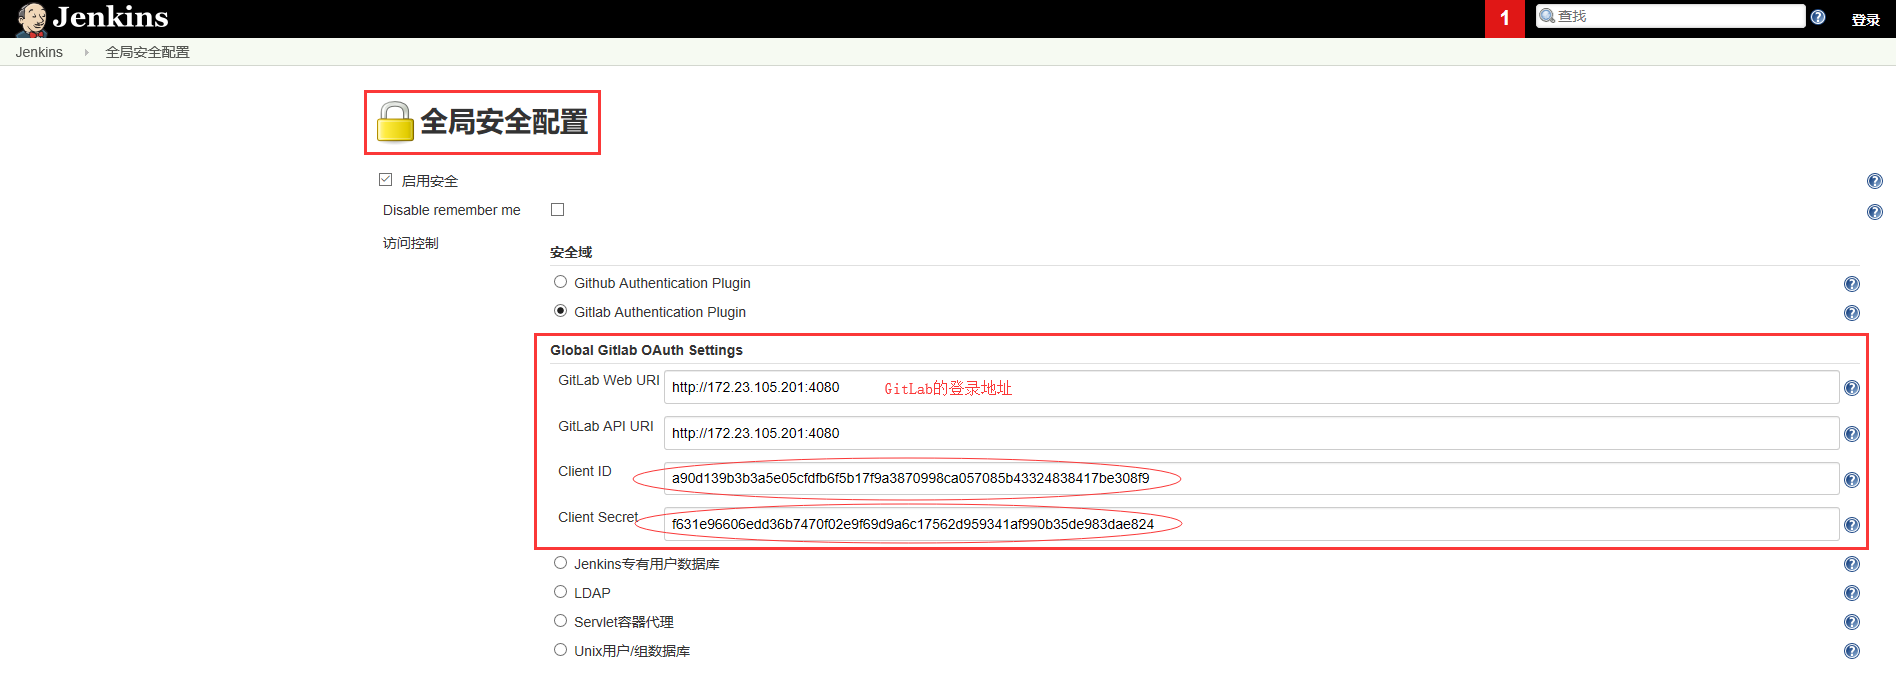 Jenkins
1
查找
登录
Jenkins
全局安全配置
全局安全配置
启用安全
Disable remember me
访问控制
安全域
Github Authentication Plugin
Gitlab Authentication Plugin
Global Gitlab OAuth Settings
GitLab Web URI
http://172.23.105.201:4080
GitLab的登录地址
GitLab API URI
http://172.23.105.201:4080
Client ID
a90d139b3b3a5e05cfdfb6f5b17f9a3870998ca057085b43324838417be308f9
Client Secret
f631e96606edd36b7470f02e9f69d9a6c17562d959341af990b35de983dae824
Jenkins专有用户数据库
LDAP
Servlet容器代理
Unix用户/组数据库